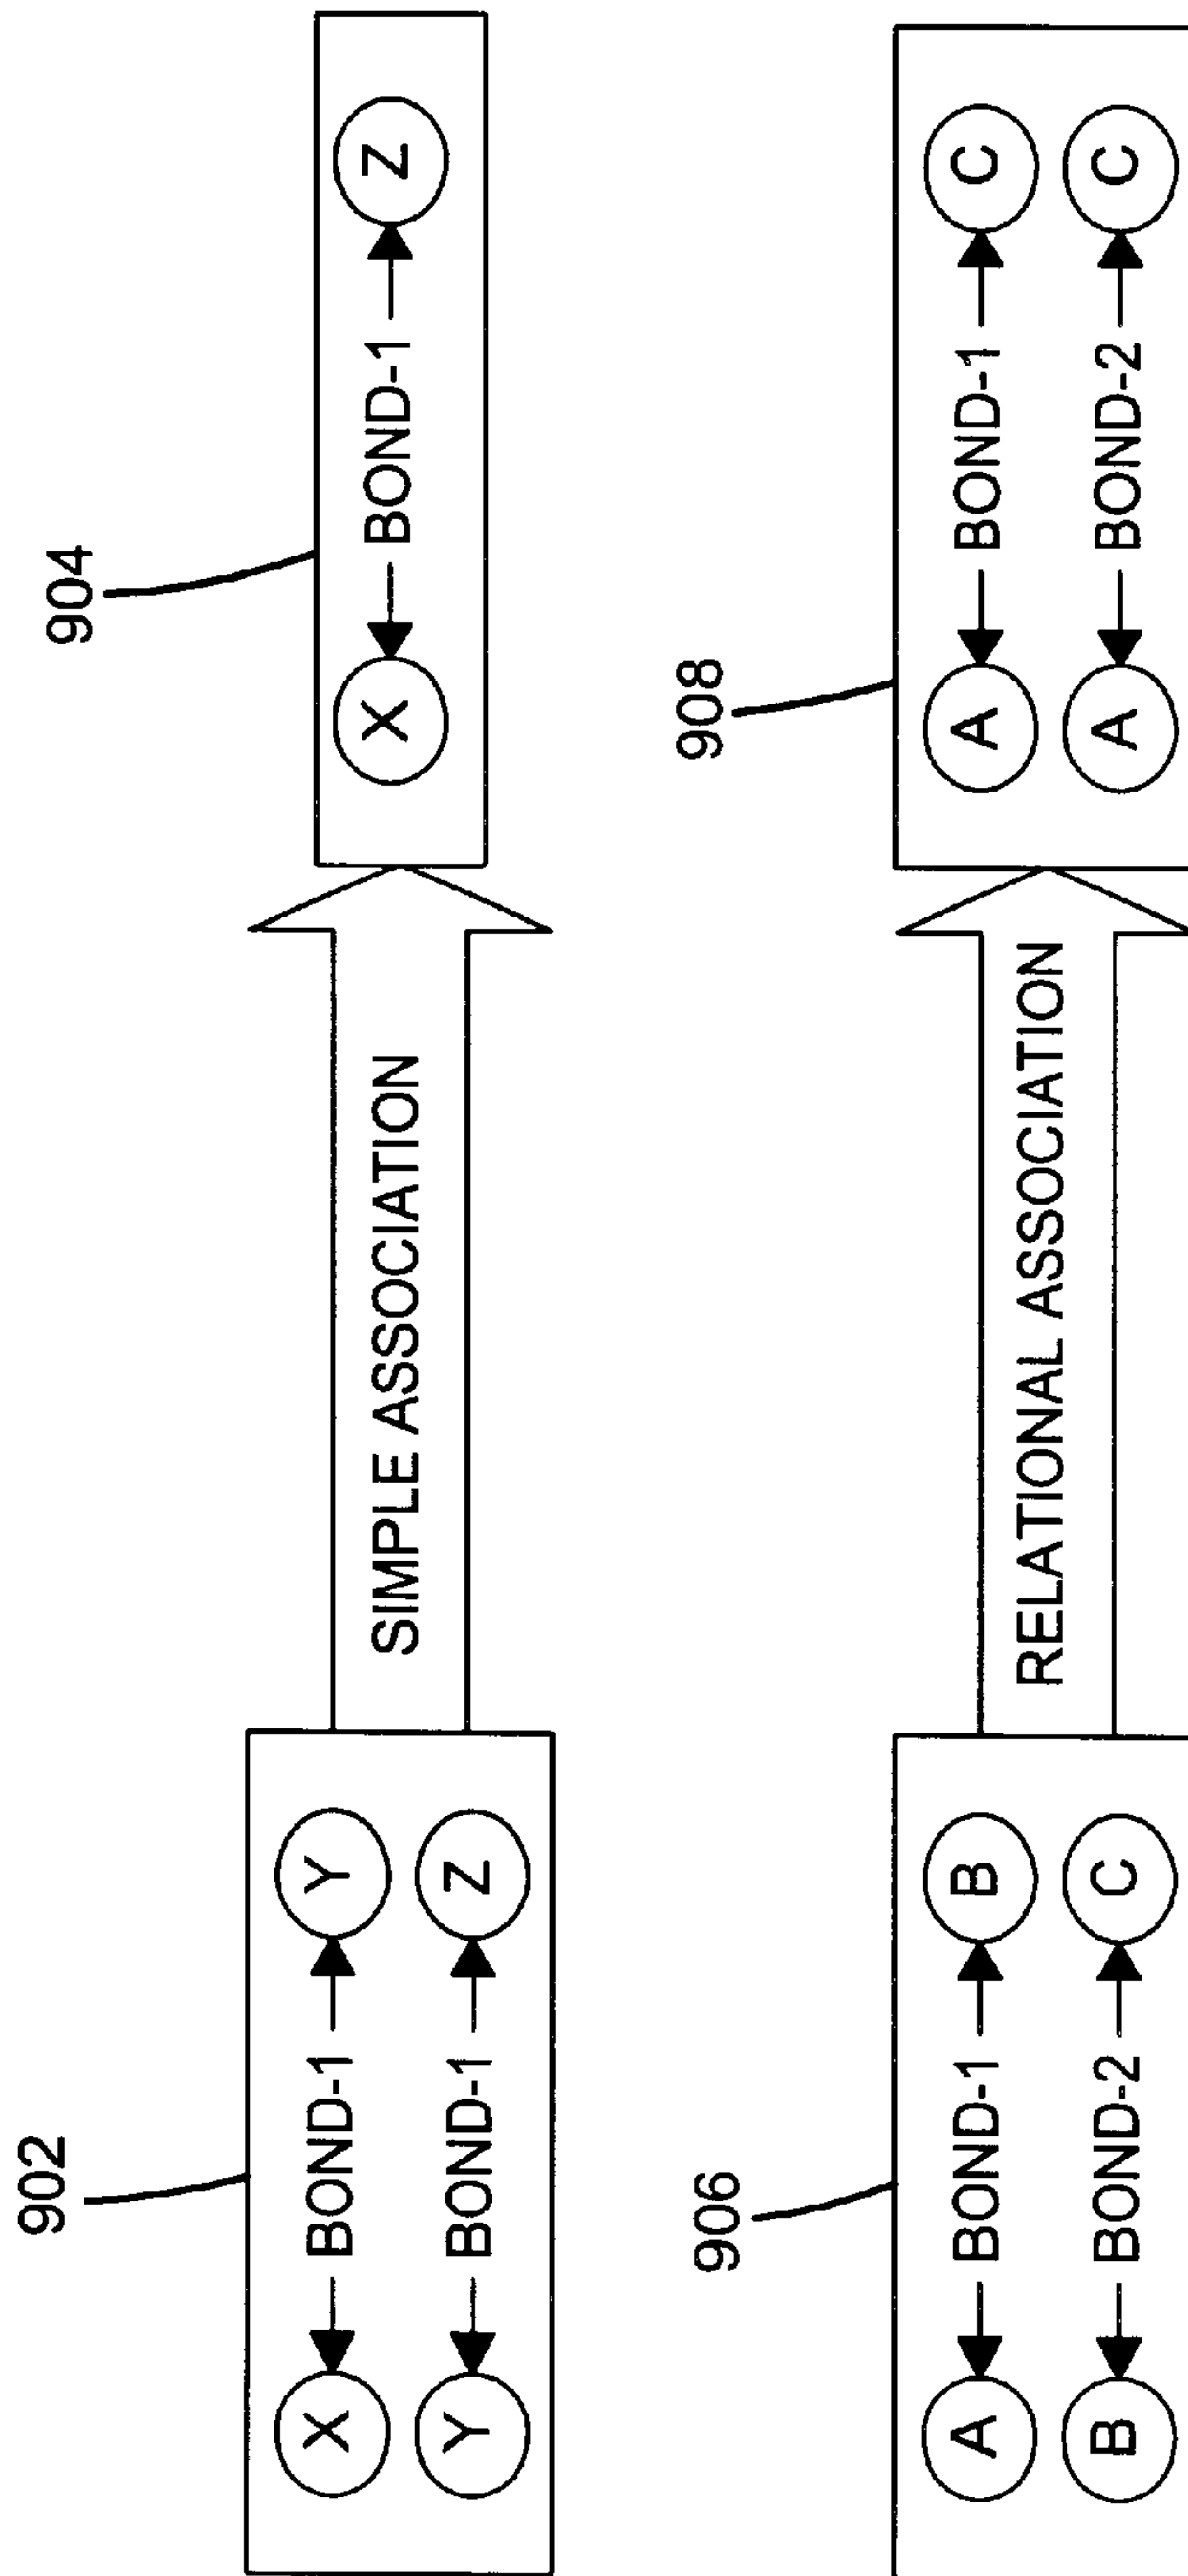 902
X BOND-1 Y
Y BOND-1 Z
SIMPLE ASSOCIATION
904
X BOND-1 Z
906
A BOND-1 B
B BOND-2 C
RELATIONAL ASSOCIATION
908
A BOND-1 C
A BOND-2 C